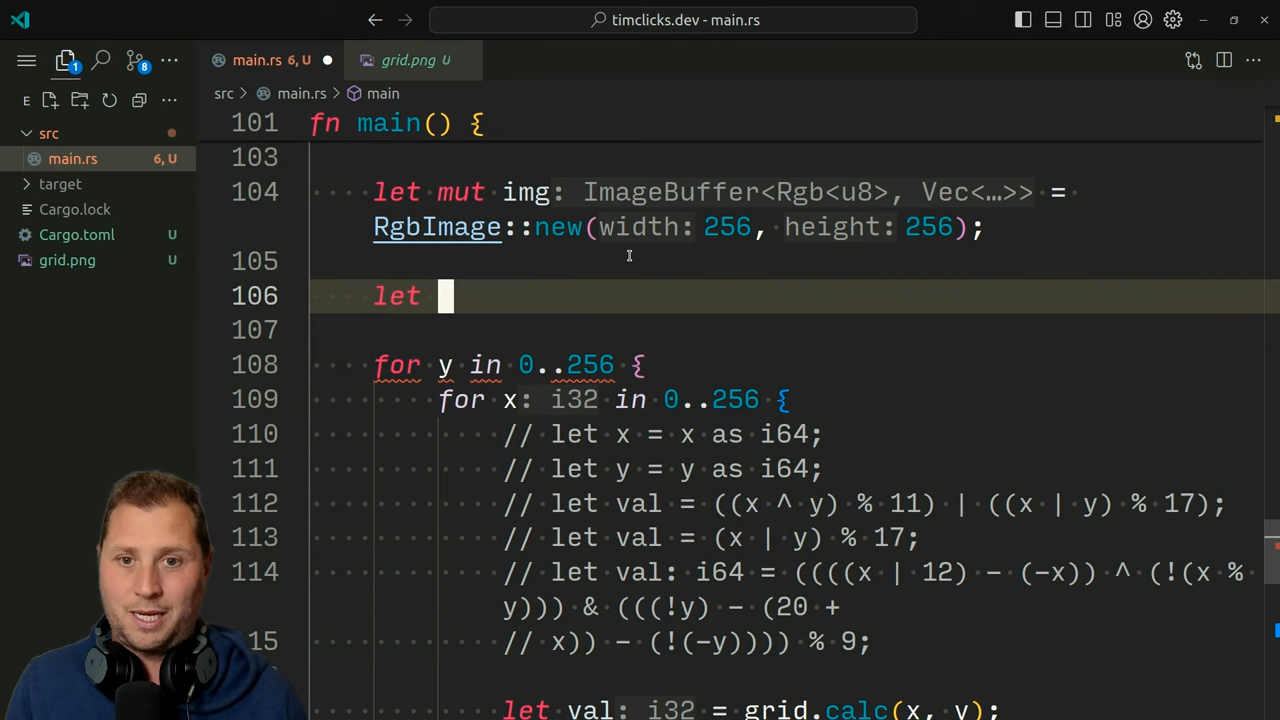 timclicks.dev - main.rs
main.rs 6, U
grid.png U
src > main.rs > main
E
src
main.rs 6, U
target
Cargo.lock
Cargo.toml U
grid.png U
1
8
101 fn main() {
103
104 let mut img: ImageBuffer<Rgb<u8>, Vec<…>> =
RgbImage::new(width: 256, height: 256);
105
106 let
107
108 for y in 0..256 {
109 for x: i32 in 0..256 {
110 // let x = x as i64;
111 // let y = y as i64;
112 // let val = ((x ^ y) % 11) | ((x | y) % 17);
113 // let val = (x | y) % 17;
114 // let val: i64 = ((((x | 12) - (-x)) ^ (!(x %
y))) & (((!y) - (20 +
15 // x)) - (!(-y)))) % 9;
let val: i32 = grid.calc(x, y);